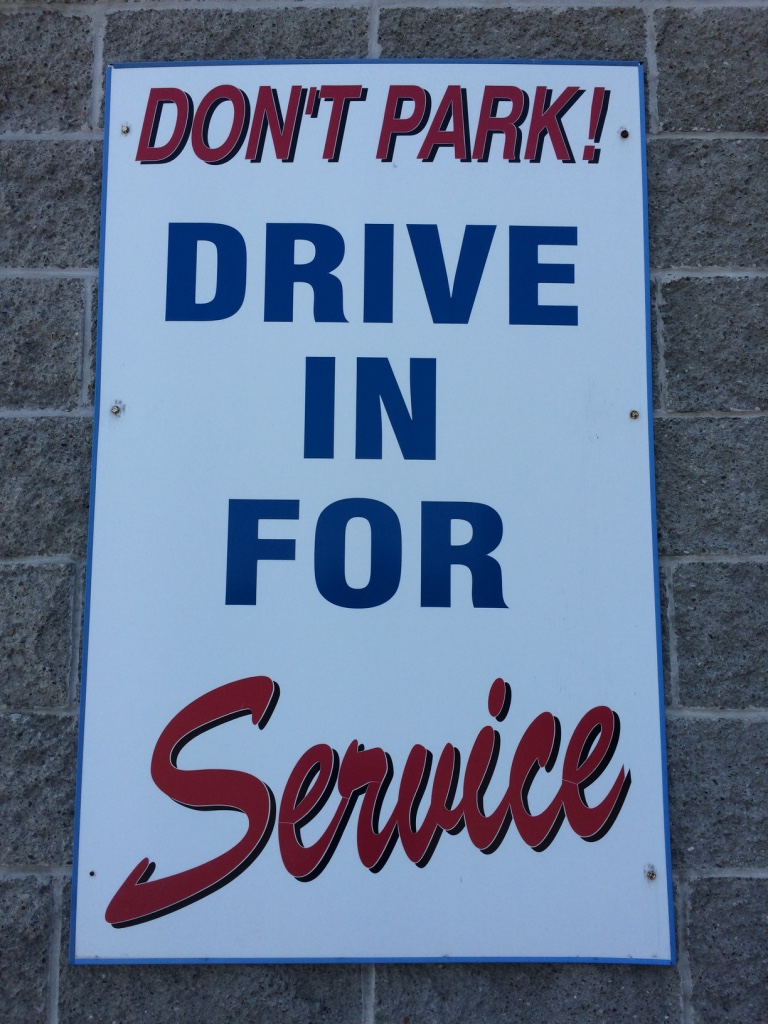 DON'T PARK!
DRIVE
IN
FOR
Service